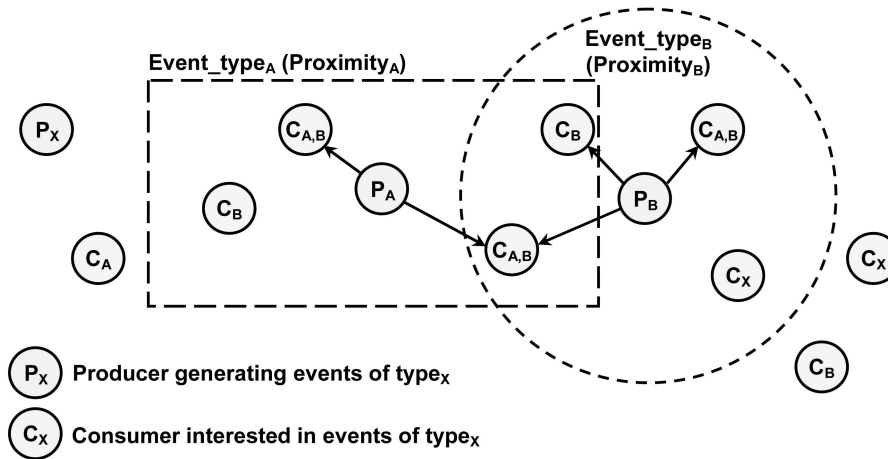 Event_typeB
(ProximityB)
Event_typeA (ProximityA)
PX
CA,B
CB
CA,B
PA
PB
CB
CA,B
CA
CX
CX
CB
PX Producer generating events of typeX
CX Consumer interested in events of typeX